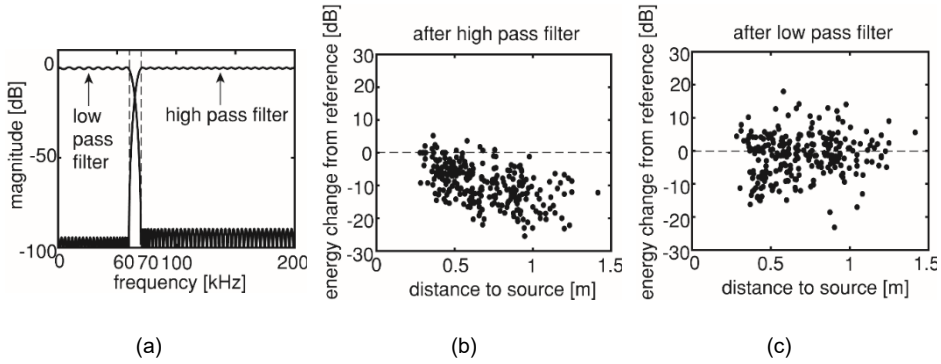 magnitude [dB]
0
-50
-100
low
pass
filter
high pass filter
0
60
70
100
200
frequency [kHz]
(a)
after high pass filter
energy change from reference [dB]
30
20
10
0
-10
-20
-30
0
0.5
1
1.5
distance to source [m]
(b)
after low pass filter
energy change from reference [dB]
30
20
10
0
-10
-20
30
0
0.5
1
1.5
distance to source [m]
(c)